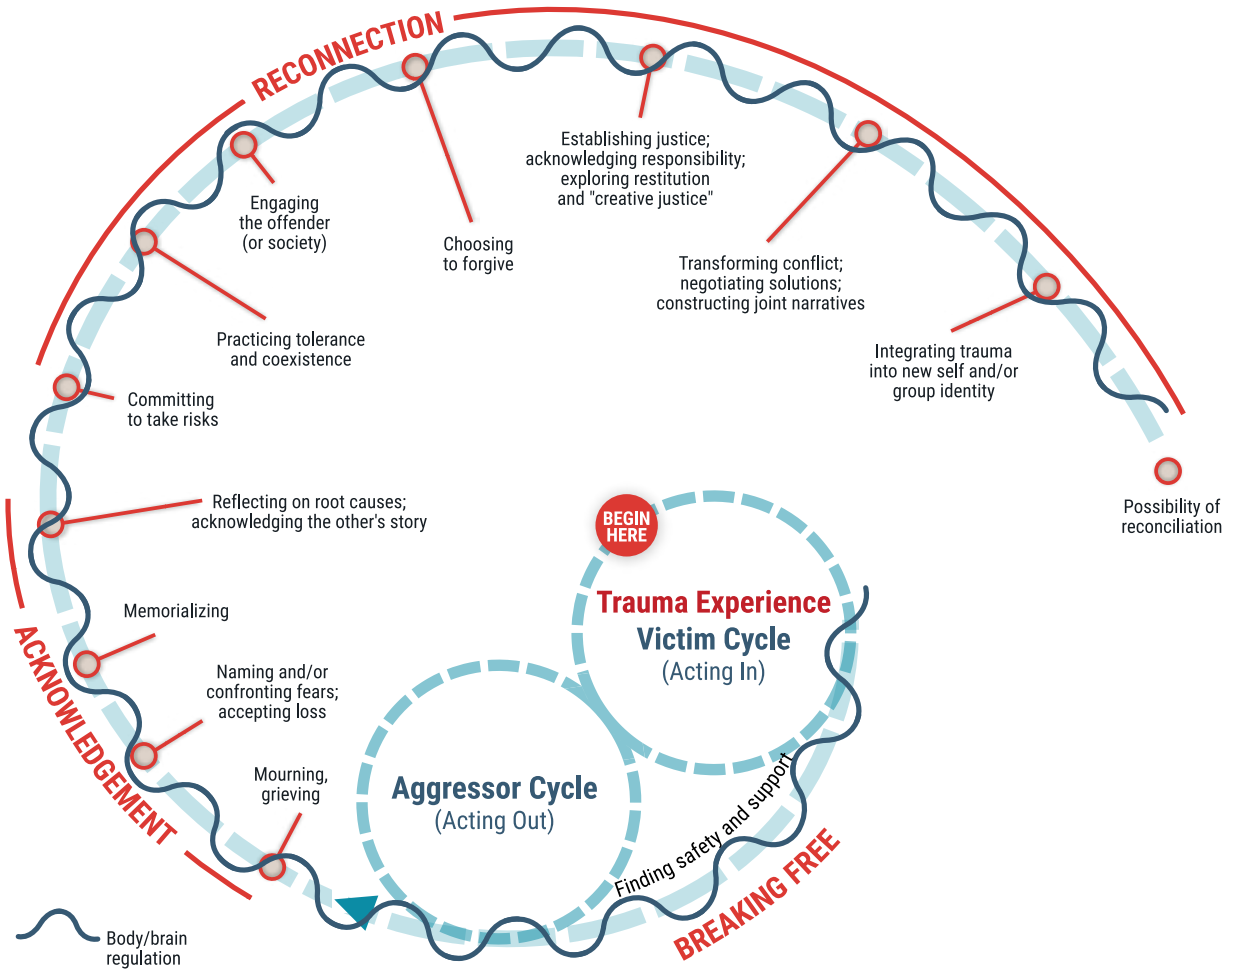 RECONNECTION
Establishing justice;
acknowledging responsibility;
exploring restitution
and "creative justice"
Engaging
the offender
(or society)
Choosing
to forgive
Transforming conflict;
negotiating solutions;
constructing joint narratives
Practicing tolerance
and coexistence
Integrating trauma
into new self and/or
group identity
Committing
to take risks
Reflecting on root causes;
acknowledging the other's story
Possibility of
reconciliation
BEGIN
HERE
Trauma Experience
Victim Cycle
(Acting In)
Memorializing
ACKNOWLEDGEMENT
Naming and/or
confronting fears;
accepting loss
Mourning,
grieving
Aggressor Cycle
(Acting Out)
Finding safety and support
BREAKING FREE
Body/brain
regulation